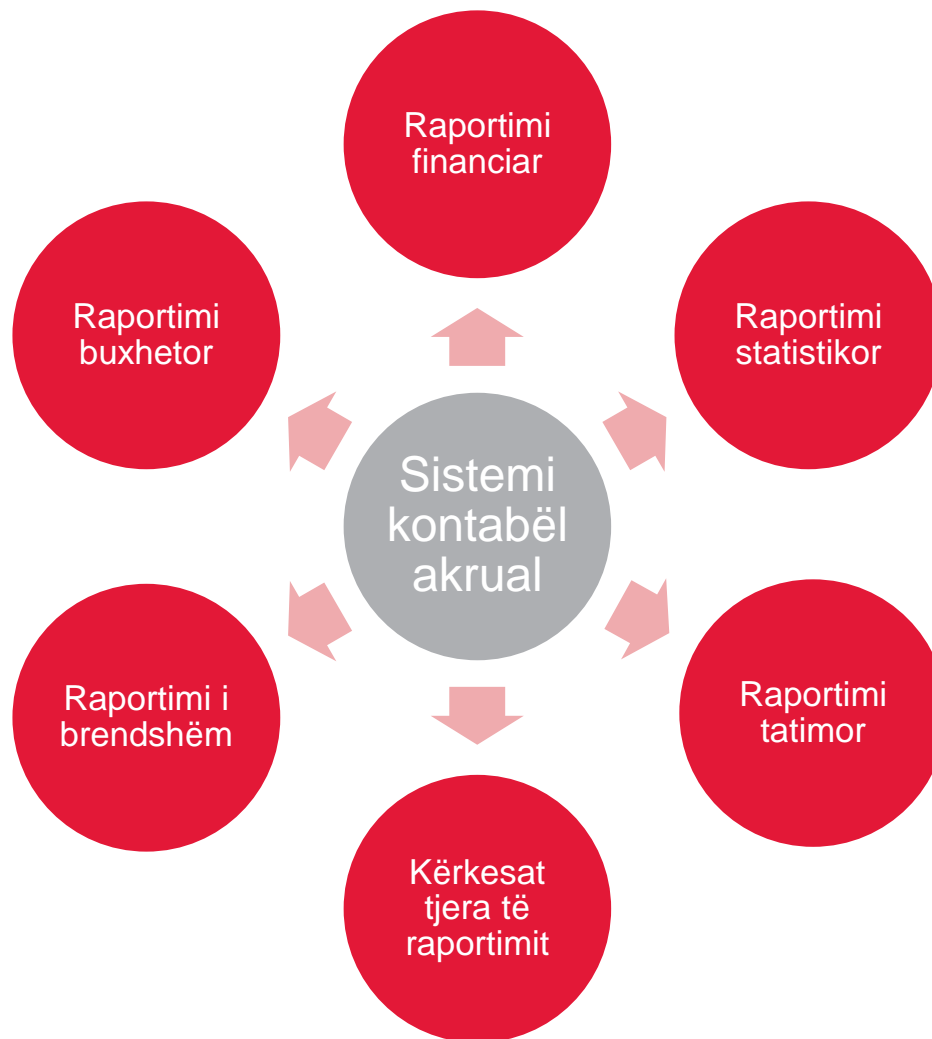 Raportimi
financiar
Raportimi
buxhetor
Raportimi
statistikor
Sistemi
kontabël
akrual
Raportimi i
brendshëm
Raportimi
tatimor
Kërkesat
tjera të
raportimit